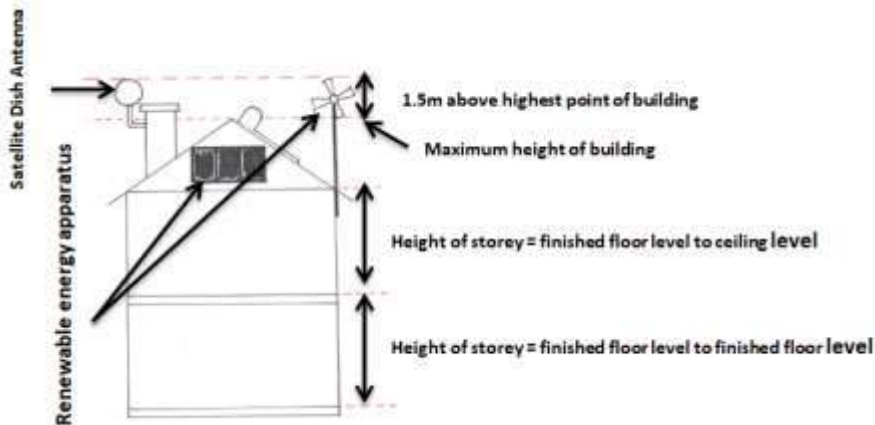 Satellite Dish Antenna
Renewable energy apparatus
1.5m above highest point of building
Maximum height of building
Height of storey = finished floor level to ceiling level
Height of storey = finished floor level to finished floor level